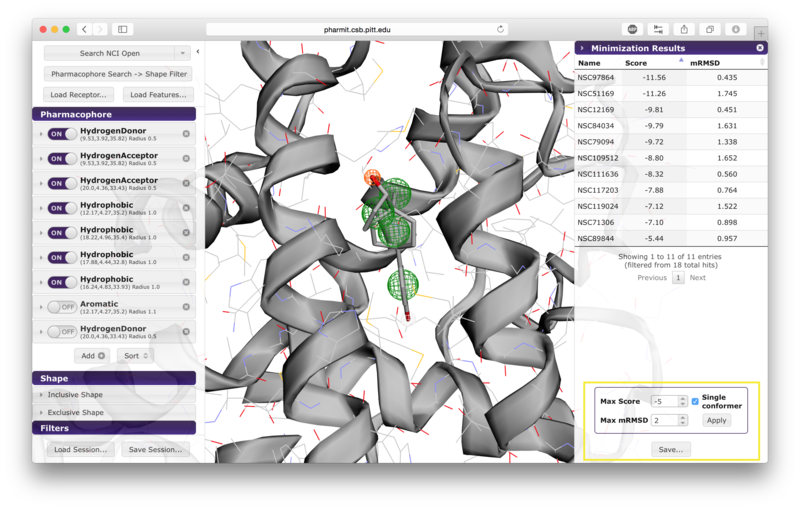 pharmit.csb.pitt.edu
ABP
Search NCI Open
Pharmacophore Search -> Shape Filter
Load Receptor...
Load Features...
Pharmacophore
ON
HydrogenDonor
(9.53,3.92,35.82) Radius 0.5
ON
HydrogenAcceptor
(9.53,3.92,35.82) Radius 0.5
ON
HydrogenAcceptor
(20.0,4.36,33.43) Radius 0.5
ON
Hydrophobic
(12.17,4.27,35.2) Radius 1.0
ON
Hydrophobic
(18.22,4.96,35.4) Radius 1.0
ON
Hydrophobic
(17.88,4.44,32.8) Radius 1.0
ON
Hydrophobic
(16.24,4.83,33.93) Radius 1.0
OFF
Aromatic
(12.17,4.27,35.2) Radius 1.1
OFF
HydrogenDonor
(20.0,4.36,33.43) Radius 0.5
Add
Sort
Shape
Inclusive Shape
Exclusive Shape
Filters
Load Session...
Save Session...
Minimization Results
Name Score mRMSD
NSC97864 -11.56 0.435
NSC51169 -11.26 1.745
NSC12169 -9.81 0.451
NSC84034 -9.79 1.631
NSC79094 -9.72 1.338
NSC109512 -8.80 1.652
NSC111636 -8.32 0.560
NSC117203 -7.88 0.764
NSC119024 -7.12 1.522
NSC71306 -7.10 0.898
NSC89844 -5.44 0.957
Showing 1 to 11 of 11 entries
(filtered from 18 total hits)
Previous 1 Next
Max Score -5
Single
conformer
Max mRMSD 2
Apply
Save...